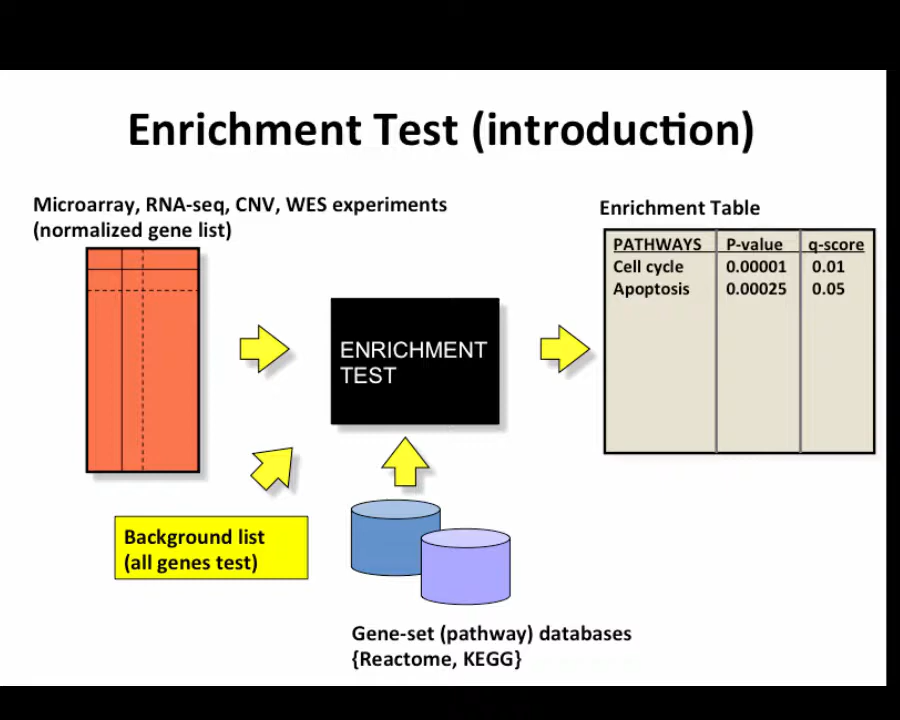 Enrichment Test (introduction)
Microarray, RNA-seq, CNV, WES experiments
(normalized gene list)
Enrichment Table
PATHWAYS P-value q-score
Cell cycle 0.00001 0.01
Apoptosis 0.00025 0.05
ENRICHMENT
TEST
Background list
(all genes test)
Gene-set (pathway) databases
{Reactome, KEGG}